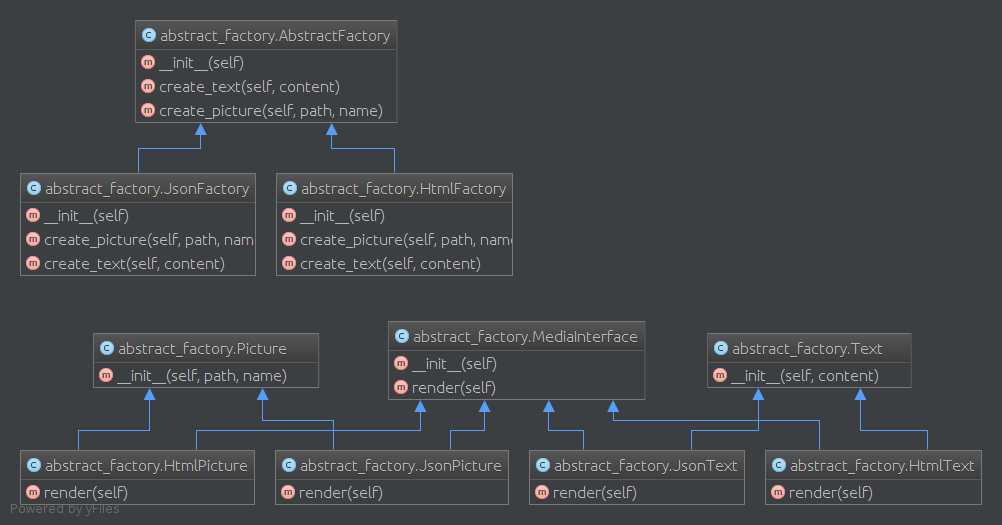 C abstract_factory.AbstractFactory
m __init__(self)
m create_text(self, content)
m create_picture(self, path, name)
C abstract_factory.JsonFactory
m __init__(self)
m create_picture(self, path, nam
m create_text(self, content)
C abstract_factory.HtmlFactory
m __init__(self)
m create_picture(self, path, nam
m create_text(self, content)
C abstract_factory.Picture
m __init__(self, path, name)
C abstract_factory.MediaInterface
m __init__(self)
m render(self)
C abstract_factory.Text
m __init__(self, content)
C abstract_factory.HtmlPicture
m render(self)
C abstract_factory.JsonPicture
m render(self)
C abstract_factory.JsonText
m render(self)
C abstract_factory.HtmlText
m render(self)
Powered by yFiles